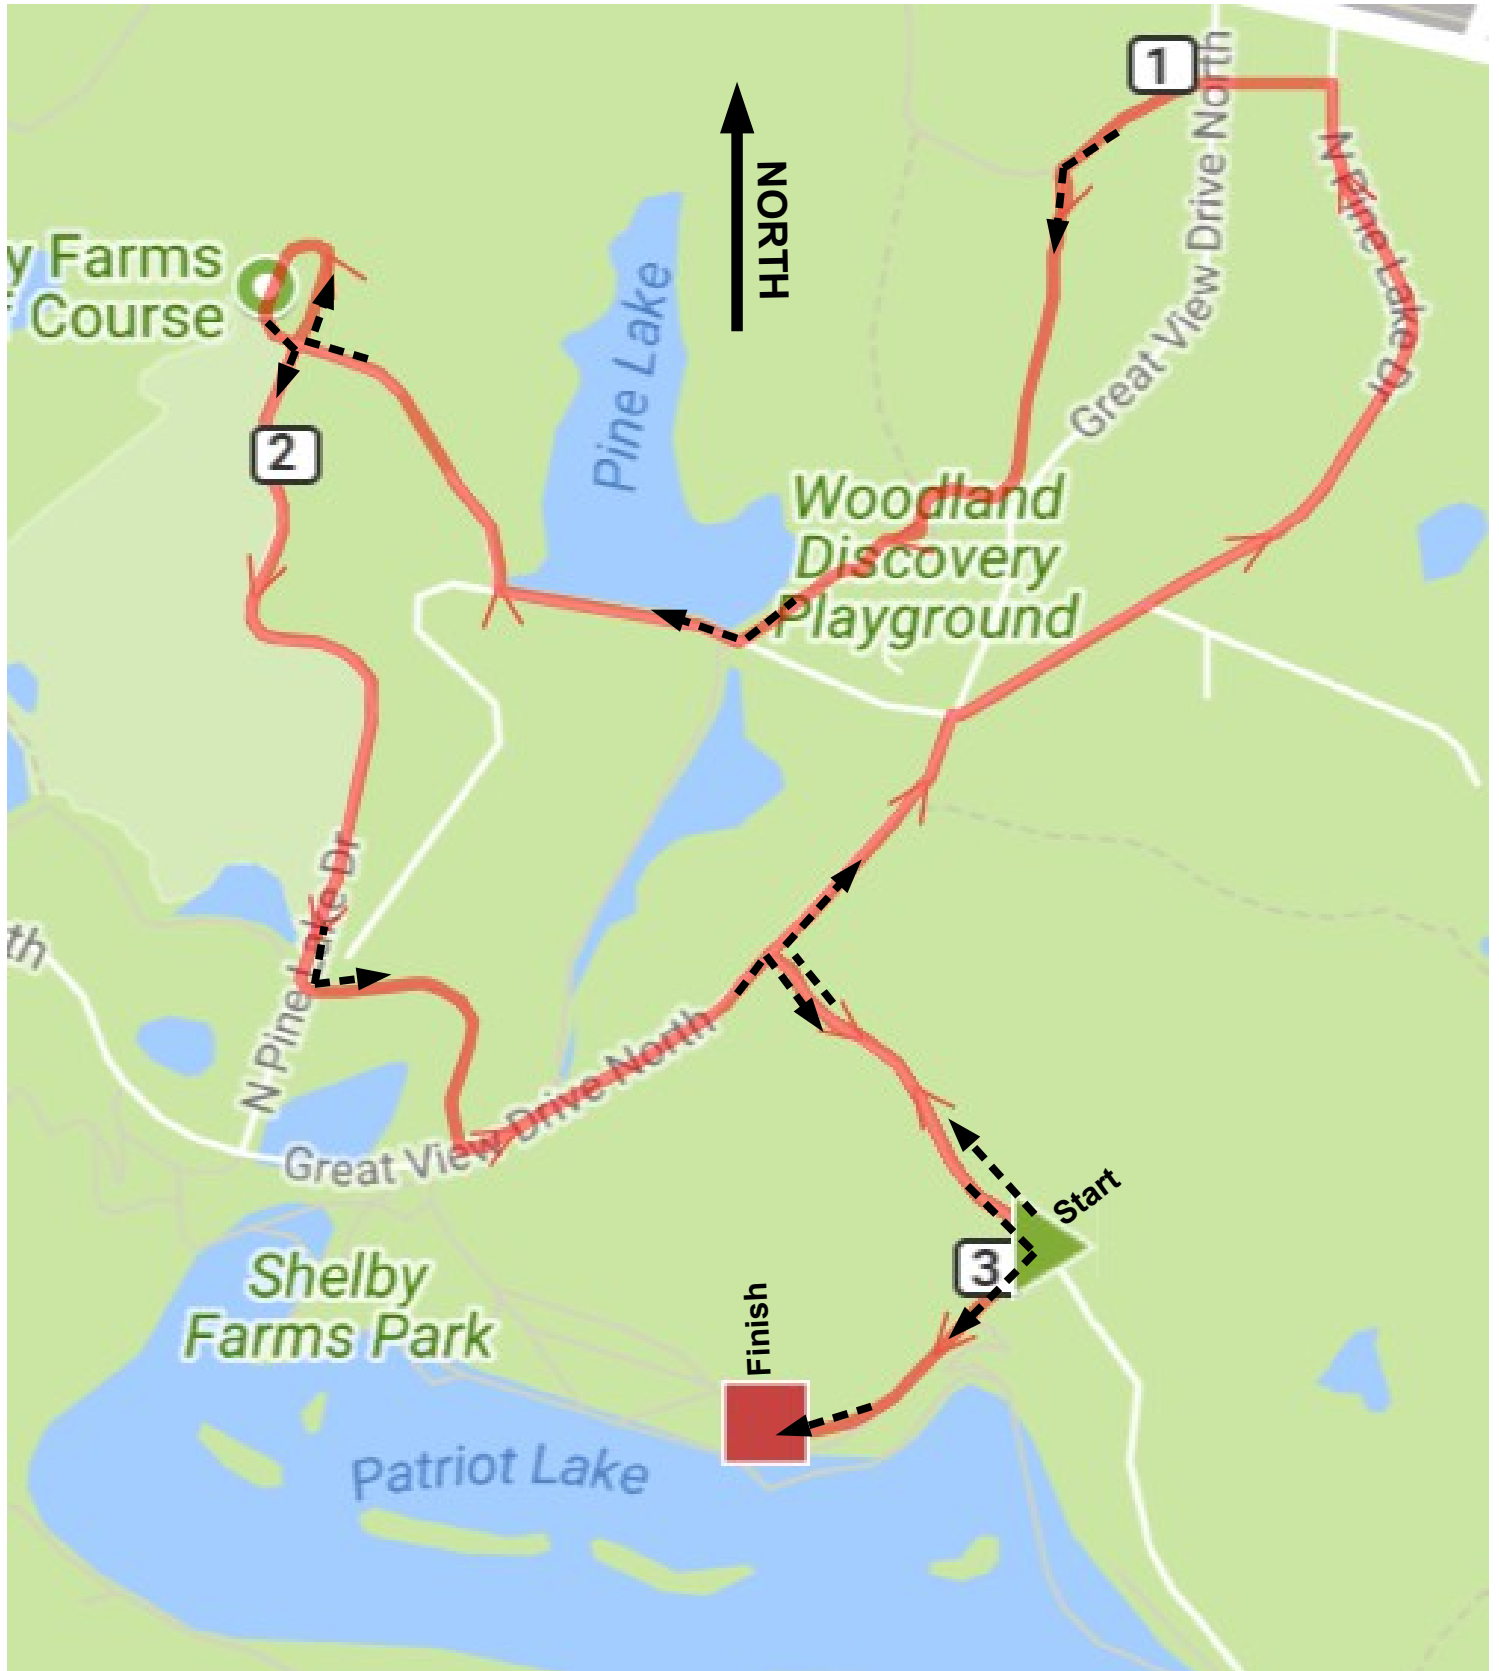 1
Great View Drive North
N Pine Lake Dr
NORTH
y Farms
Course
Pine Lake
2
Woodland
Discovery
Playground
N Pine Lake Dr
th
Great View Drive North
Start
3
Shelby
Farms Park
Finish
Patriot Lake